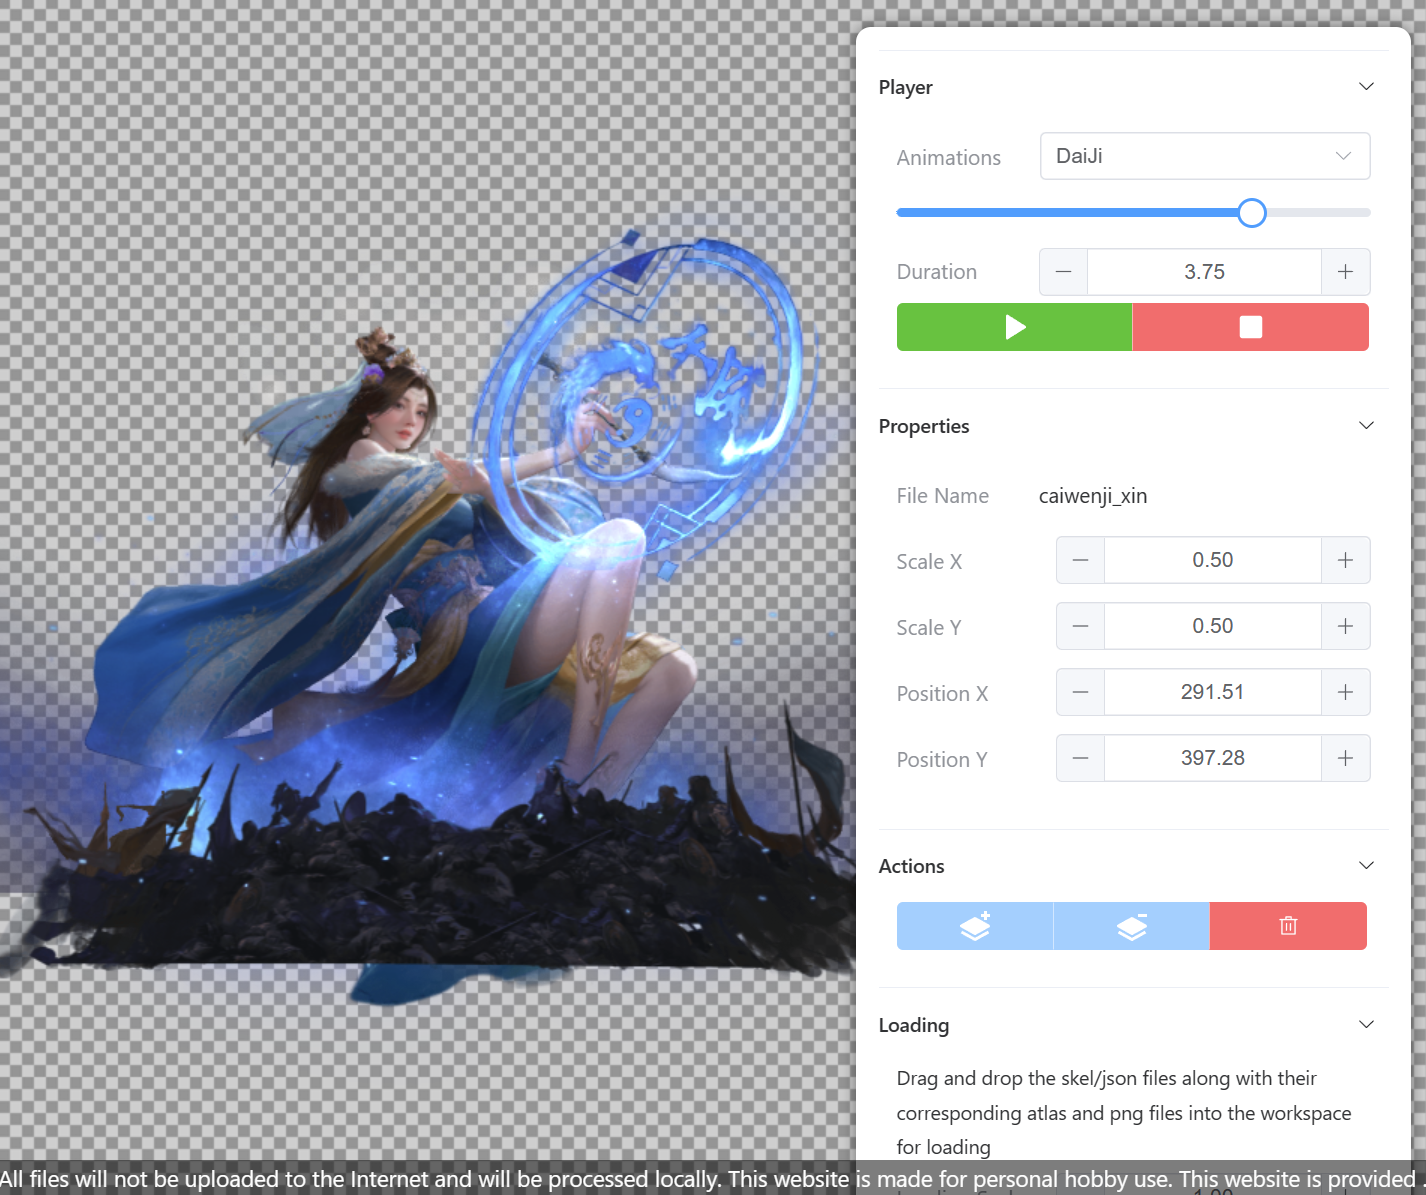 Player
Animations
DaiJi
Duration
3.75
Properties
File Name
caiwenji_xin
Scale X
0.50
Scale Y
0.50
Position X
291.51
Position Y
397.28
Actions
Loading
Drag and drop the skel/json files along with their
corresponding atlas and png files into the workspace
for loading
All files will not be uploaded to the Internet and will be processed locally. This website is made for personal hobby use. This website is provided